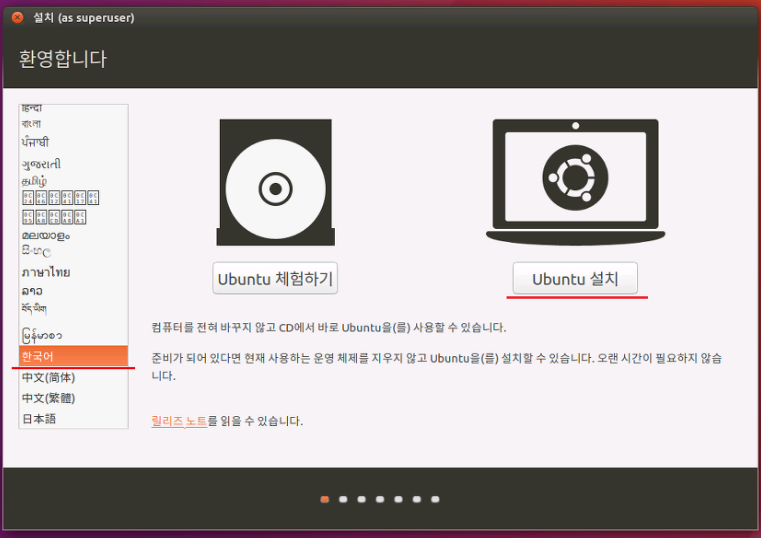 설치 (as superuser)
환영합니다
हिन्दी
বাংলা
ਪੰਜਾਬੀ
ગુજરાતી
தமிழ்
മലയാളം
සිංහල
ภาษาไทย
ລາວ
རྫོང་ཁ
မြန်မာစာ
한국어
中文(简体)
中文(繁體)
日本語
Ubuntu 체험하기
Ubuntu 설치
컴퓨터를 전혀 바꾸지 않고 CD에서 바로 Ubuntu을(를) 사용할 수 있습니다.
준비가 되어 있다면 현재 사용하는 운영 체제를 지우지 않고 Ubuntu을(를) 설치할 수 있습니다. 오랜 시간이 필요하지 않습
니다.
릴리즈 노트를 읽을 수 있습니다.